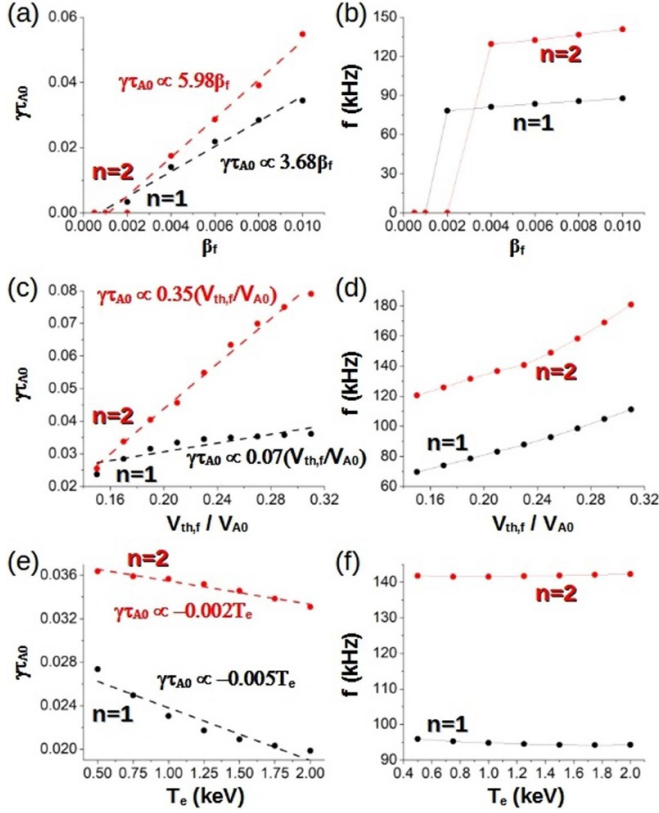 (a)
0.06
0.04
0.02
0.00
γτA0
γτA0 ∝ 5.98βf
n=2
n=1
γτA0 ∝ 3.68βf
0.000 0.002 0.004 0.006 0.008 0.010
βf
(b)
150
120
90
60
30
0
f (kHz)
n=2
n=1
0.000 0.002 0.004 0.006 0.008 0.010
βf
(c)
0.08
0.07
0.06
0.05
0.04
0.03
0.02
γτA0
γτA0 ∝ 0.35(Vth,f/VA0)
n=2
n=1
γτA0 ∝ 0.07(Vth,f/VA0)
0.16 0.20 0.24 0.28 0.32
Vth,f / VA0
(d)
180
160
140
120
100
80
60
f (kHz)
n=2
n=1
0.16 0.20 0.24 0.28 0.32
Vth,f / VA0
(e)
0.036
0.032
0.028
0.024
0.020
γτA0
n=2
γτA0 ∝ −0.002Te
γτA0 ∝ −0.005Te
n=1
0.50 0.75 1.00 1.25 1.50 1.75 2.00
Te (keV)
(f)
140
130
120
110
100
90
f (kHz)
n=2
n=1
0.4 0.6 0.8 1.0 1.2 1.4 1.6 1.8 2.0
Te (keV)